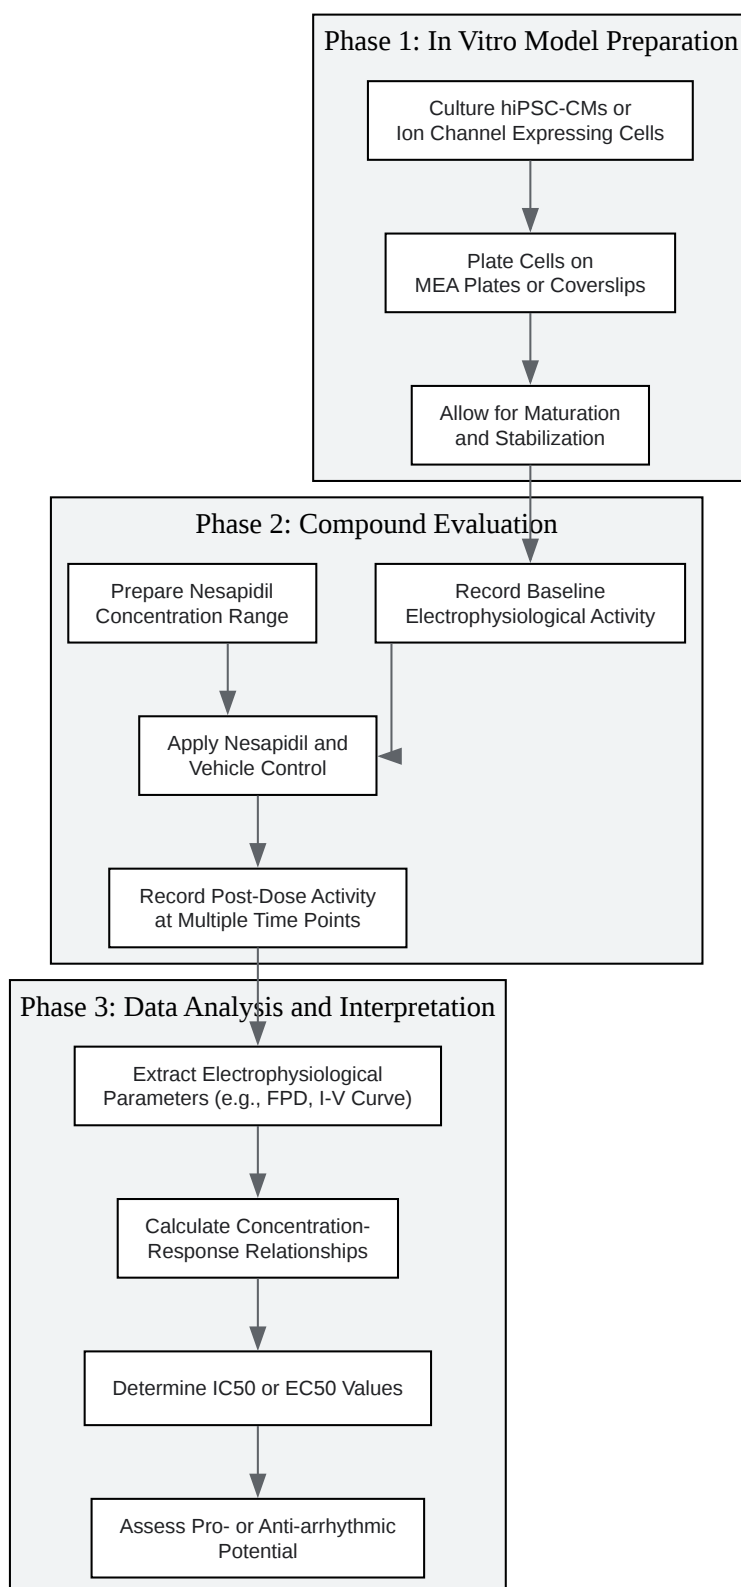 Phase 1: In Vitro Model Preparation
Culture hiPSC-CMs or
Ion Channel Expressing Cells
Plate Cells on
MEA Plates or Coverslips
Allow for Maturation
and Stabilization
Phase 2: Compound Evaluation
Prepare Nesapidil
Concentration Range
Record Baseline
Electrophysiological Activity
Apply Nesapidil and
Vehicle Control
Record Post-Dose Activity
at Multiple Time Points
Phase 3: Data Analysis and Interpretation
Extract Electrophysiological
Parameters (e.g., FPD, I-V Curve)
Calculate Concentration-
Response Relationships
Determine IC50 or EC50 Values
Assess Pro- or Anti-arrhythmic
Potential